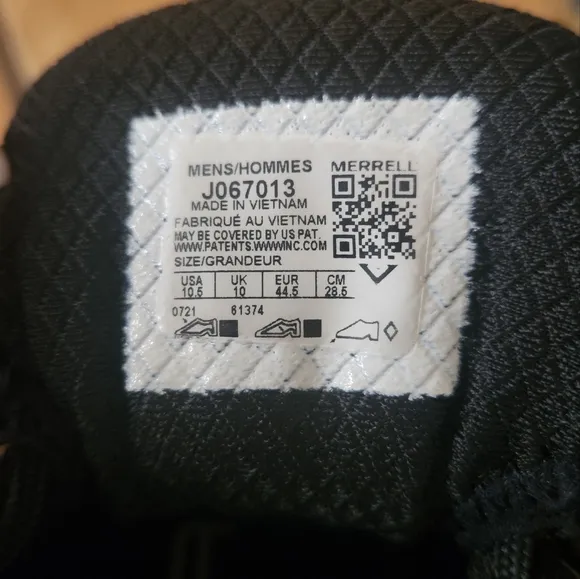 MENS/HOMMES MERRELL
J067013
MADE IN VIETNAM
FABRIQUÉ AU VIETNAM
MAY BE COVERED BY US PAT.
WWW.PATENTS.WWWINC.COM
SIZE/GRANDEUR
USA UK EUR CM
10.5 10 44.5 28.5
0721 61374